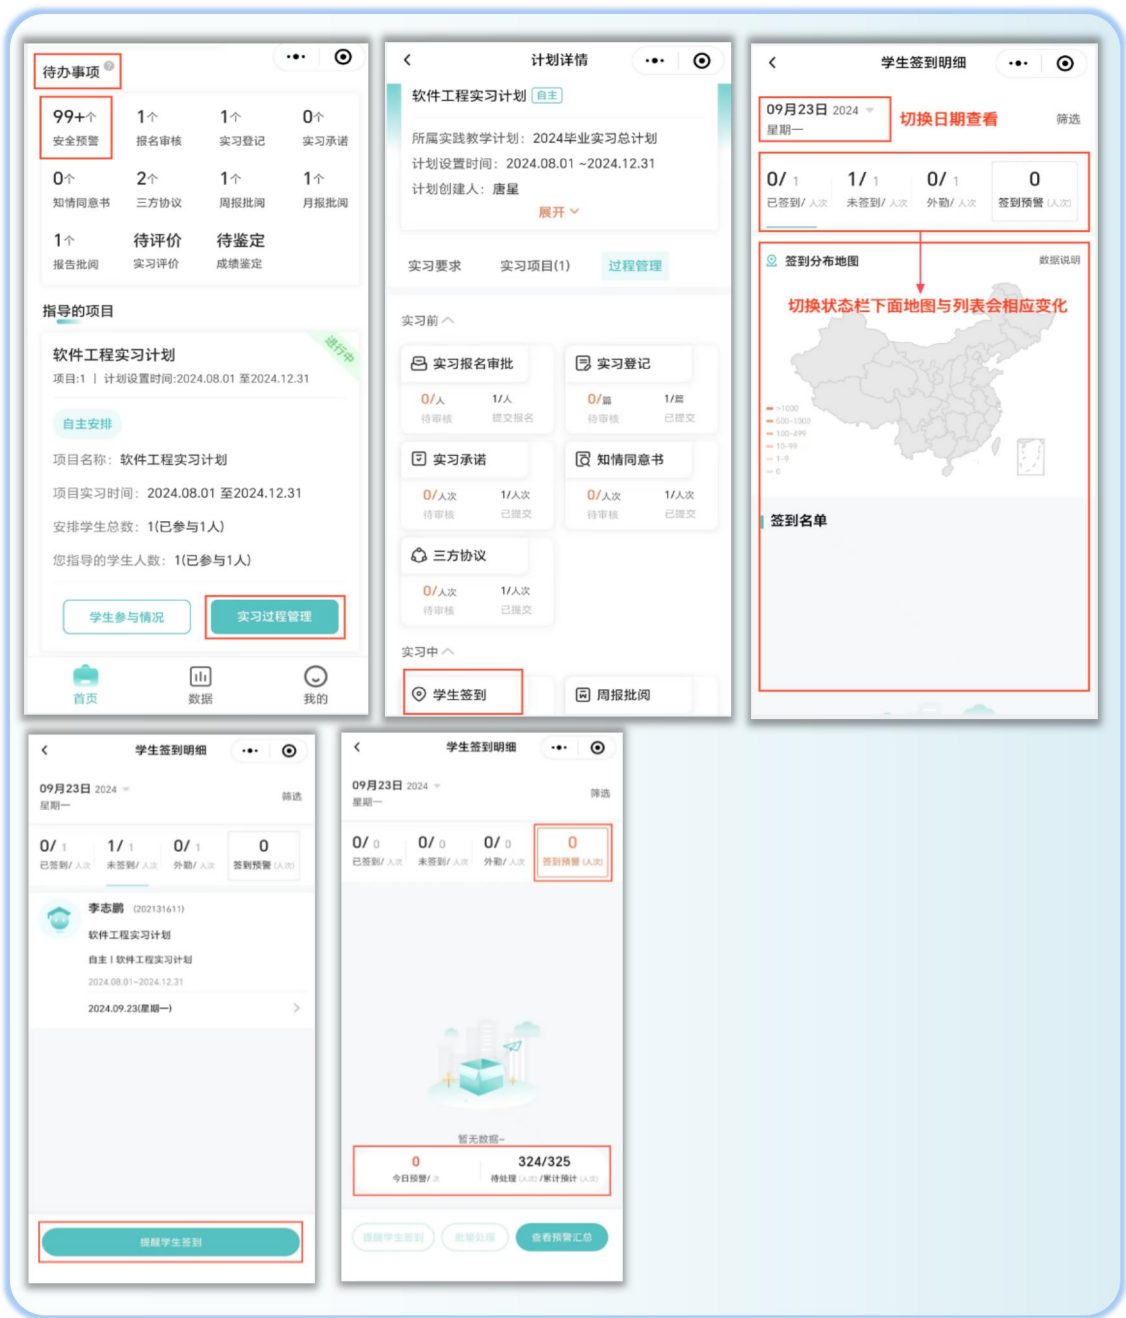 待办事项
99+个
安全预警
1个
报名审核
1个
实习登记
0个
实习承诺
0个
知情同意书
2个
三方协议
1个
周报批阅
1个
月报批阅
1个
报告批阅
待评价
实习评价
待鉴定
成绩鉴定
指导的项目
软件工程实习计划
进行中
项目:1 | 计划设置时间:2024.08.01 至2024.12.31
自主安排
项目名称: 软件工程实习计划
项目实习时间: 2024.08.01 至2024.12.31
安排学生总数: 1(已参与1人)
您指导的学生人数: 1(已参与1人)
学生参与情况
实习过程管理
首页
数据
我的
计划详情
软件工程实习计划 自主
所属实践教学计划: 2024毕业实习总计划
计划设置时间: 2024.08.01 ~2024.12.31
计划创建人: 唐星
展开
实习要求 实习项目(1) 过程管理
实习前
实习报名审批
0/人 1/人
待审核 提交报名
实习登记
0/篇 1/篇
待审核 已提交
实习承诺
0/人次 1/人次
待审核 已提交
知情同意书
0/人次 1/人次
待审核 已提交
三方协议
0/人次 1/人次
待审核 已提交
实习中
学生签到
周报批阅
学生签到明细
09月23日 2024
星期一
切换日期查看
筛选
0/ 1 1/ 1 0/ 1 0
已签到/ 人次 未签到/ 人次 外勤/ 人次 签到预警 (人次)
签到分布地图
数据说明
切换状态栏下面地图与列表会相应变化
>1000
500-1000
100-499
10-99
1-9
0
签到名单
学生签到明细
09月23日 2024
星期一
筛选
0/ 1 1/ 1 0/ 1 0
已签到/ 人次 未签到/ 人次 外勤/ 人次 签到预警 (人次)
李志鹏 (202131611)
软件工程实习计划
自主 | 软件工程实习计划
2024.08.01~2024.12.31
2024.09.23(星期一)
提醒学生签到
学生签到明细
09月23日 2024
星期一
筛选
0/ 0 0/ 0 0/ 0 0
已签到/ 人次 未签到/ 人次 外勤/ 人次 签到预警 (人次)
暂无数据~
0 324/325
今日预警/ 次 待处理 (人次) /累计预计 (人次)
提醒学生签到
批量处理
查看预警汇总